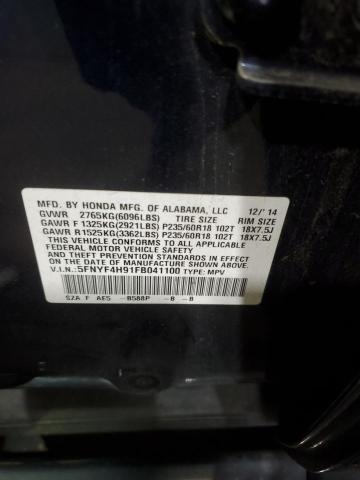 MFD. BY HONDA MFG. OF ALABAMA, LLC 12/'14
GVWR 2765KG(6096LBS) TIRE SIZE RIM SIZE
GAWR F 1325KG(2921LBS) P235/60R18 102T 18X7.5J
GAWR R 1525KG(3362LBS) P235/60R18 102T 18X7.5J
THIS VEHICLE CONFORMS TO ALL APPLICABLE
FEDERAL MOTOR VEHICLE SAFETY
AND THEFT PREVENTION STANDARDS IN EFFECT ON THE
DATE OF MANUFACTURE SHOWN ABOVE.
V.I.N:5FNYF4H91FB041100 TYPE: MPV
SZA F AE5 -B588P -B -B